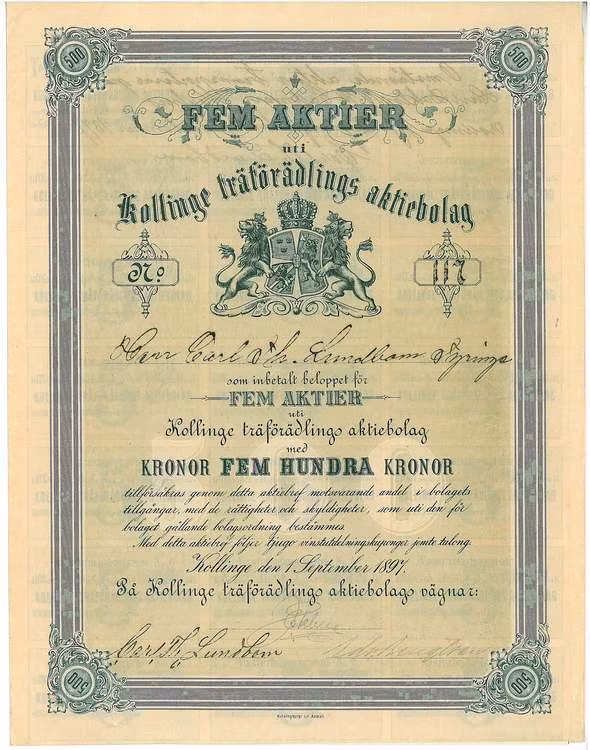 500 500
FEM AKTIER
uti
Kollinge träförädlings aktiebolag
No 117
Herr Carl Th. Lundbom
som inbetalt beloppet för
FEM AKTIER
uti
Kollinge träförädlings aktiebolag
med
KRONOR FEM HUNDRA KRONOR
tillförsäkras genom detta aktiebref motsvarande andel i bolagets
tillgångar, med de rättigheter och skyldigheter, som uti den för
bolaget gällande bolagsordning bestämmes.
Med detta aktiebref följer tjugo vinstutdelningskuponger jemte talong.
Kollinge den 1 September 1897.
På Kollinge träförädlings aktiebolags vägnar:
Carl Th. Lundbom
500 500